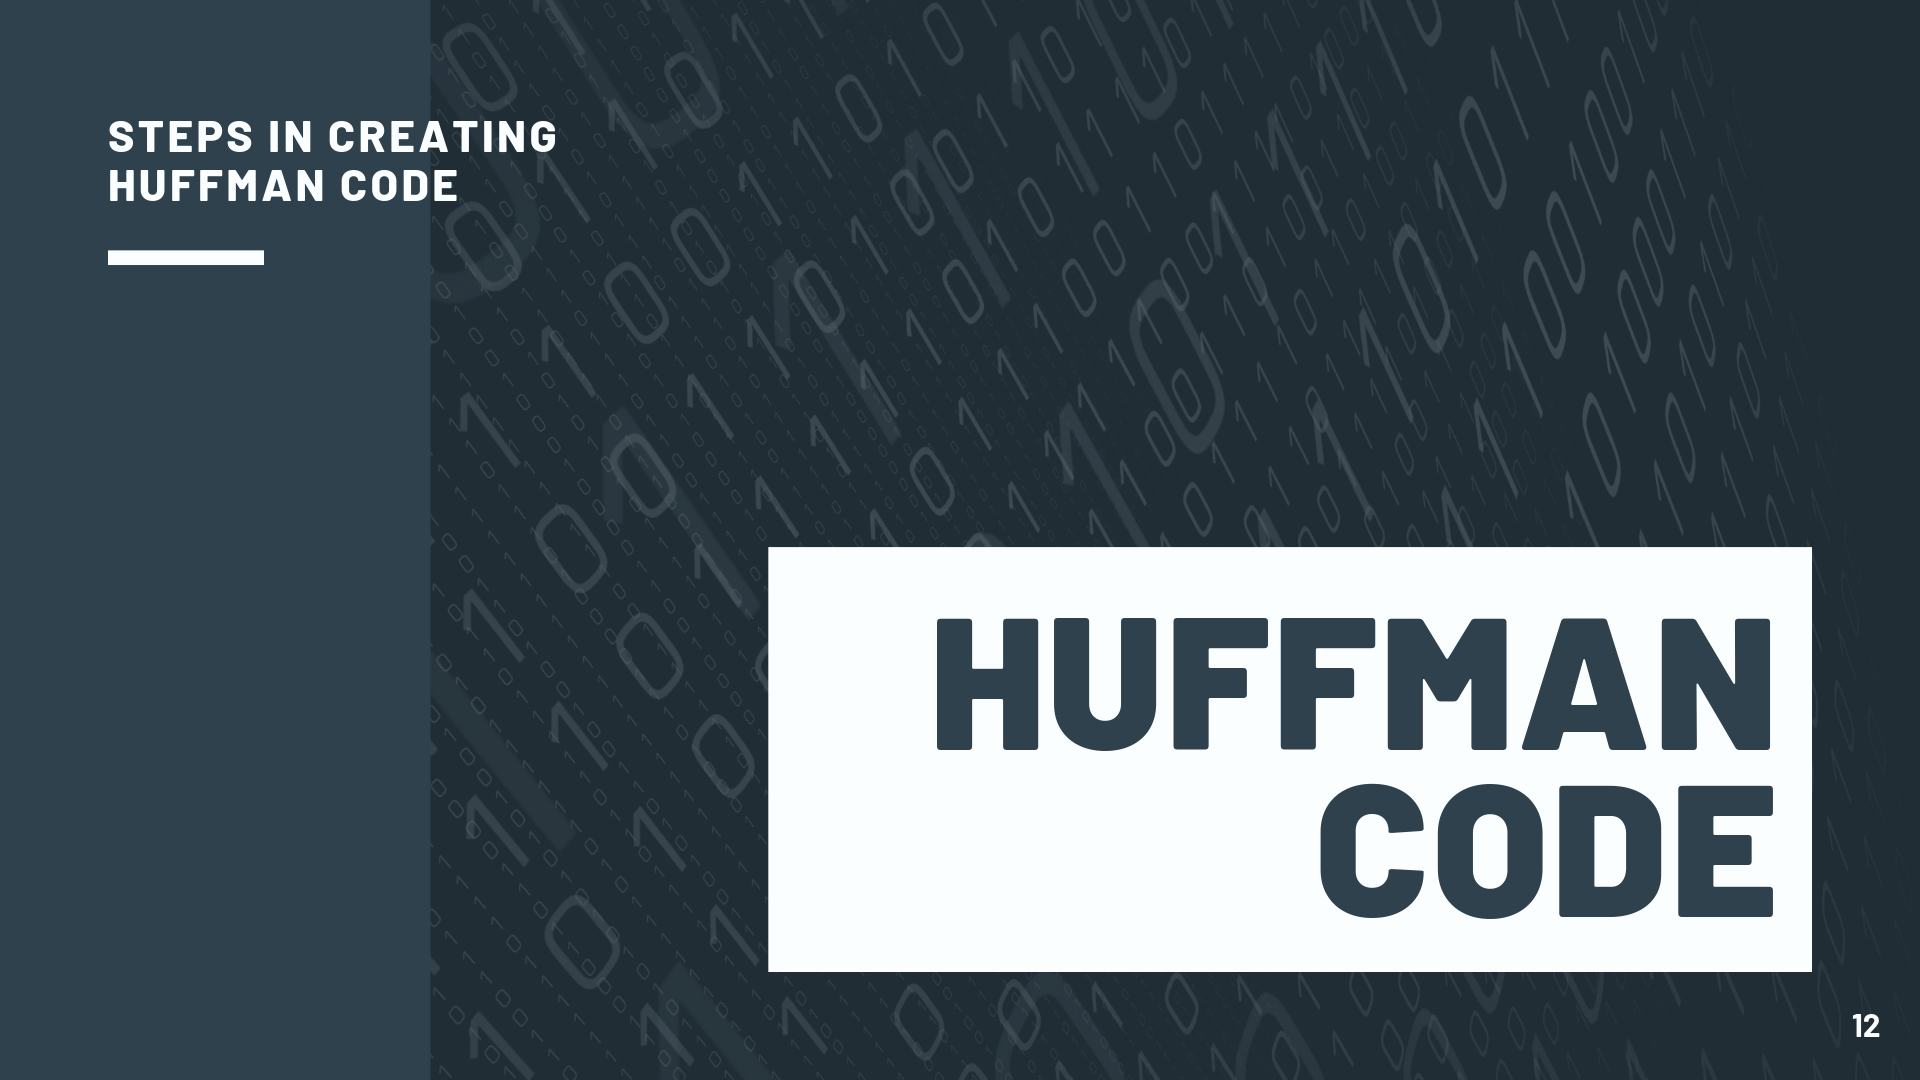 STEPS IN CREATING
HUFFMAN CODE
HUFFMAN
CODE
12